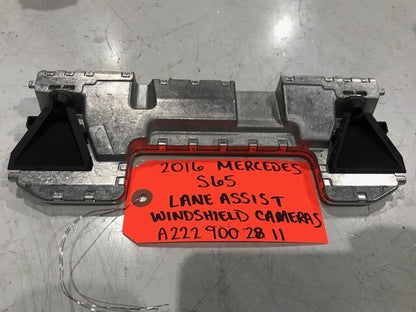 2016 MERCEDES
S65
LANE ASSIST
WINDSHIELD CAMERAS
A222 900 28 11